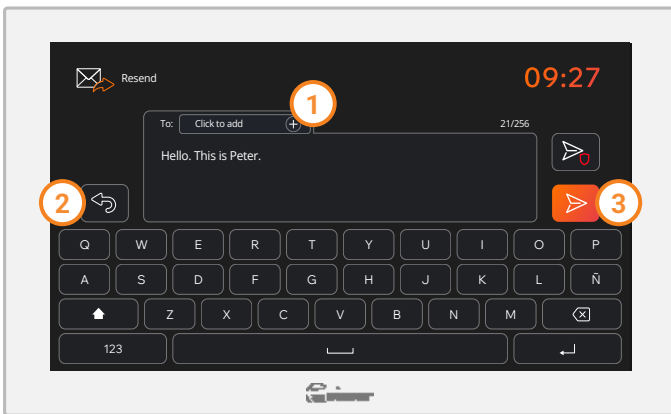 Resend
09:27
1
To: Click to add
21/256
Hello. This is Peter.
2
3
Q W E R T Y U I O P
A S D F G H J K L Ñ
Z X C V B N M
123